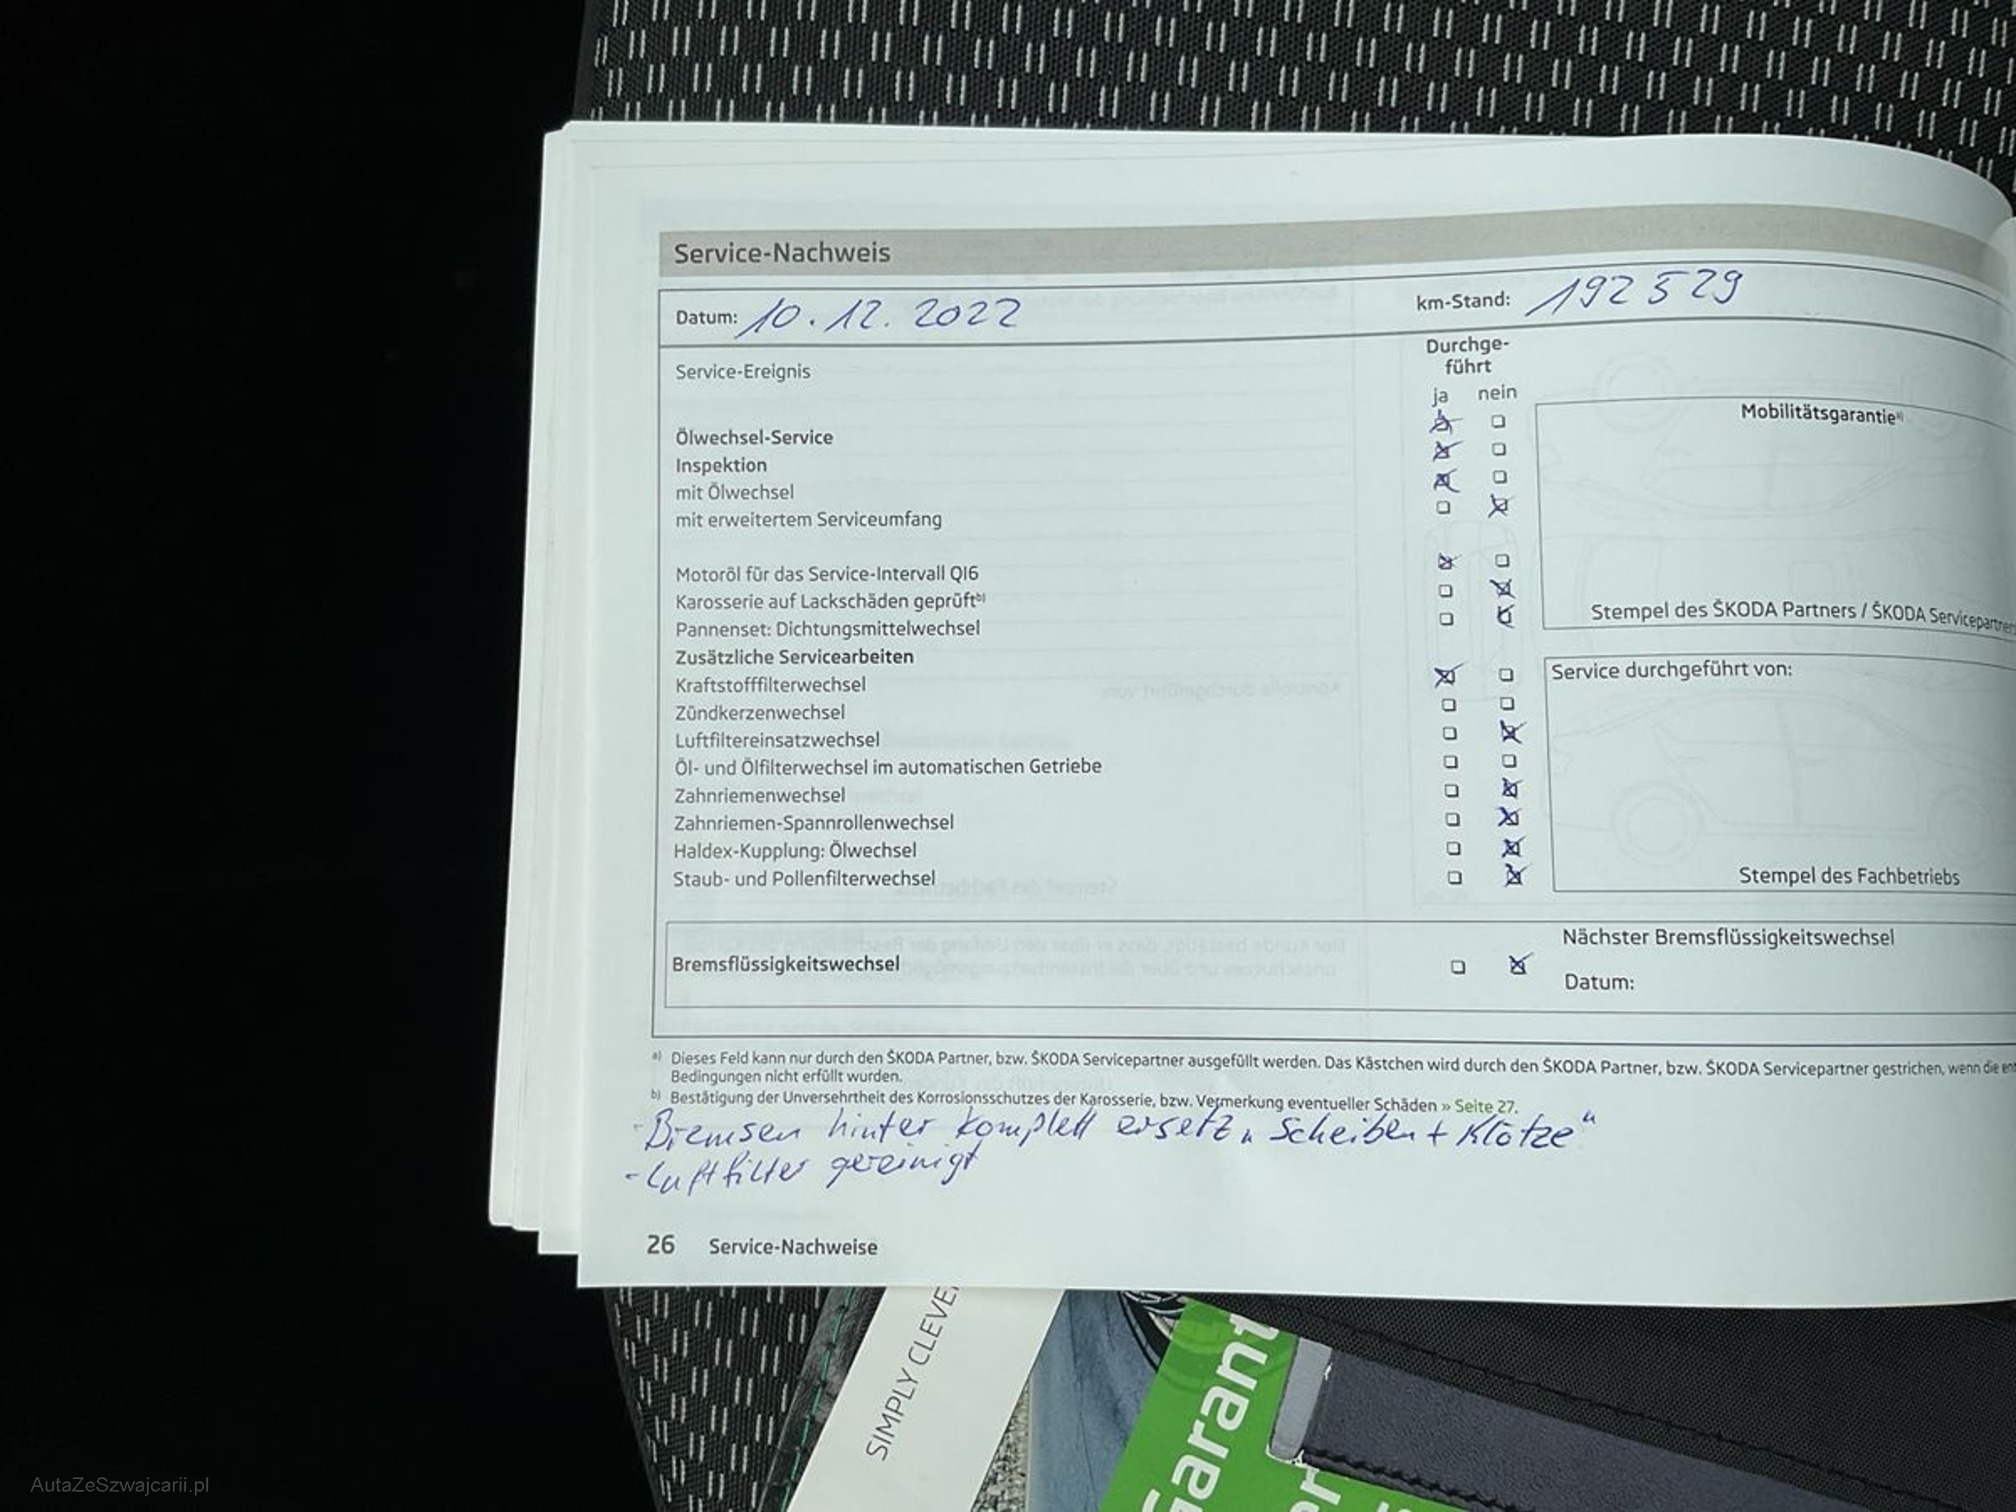 Service-Nachweis
Datum: 10.12.2022 km-Stand: 192529
Service-Ereignis
Durchge-
führt
ja nein
Mobilitätsgarantie a)
Ölwechsel-Service
Inspektion
mit Ölwechsel
mit erweitertem Serviceumfang
Motoröl für das Service-Intervall QI6
Karosserie auf Lackschäden geprüft b)
Pannenset: Dichtungsmittelwechsel
Stempel des ŠKODA Partners / ŠKODA Servicepartners
Zusätzliche Servicearbeiten
Kraftstofffilterwechsel
Service durchgeführt von:
Zündkerzenwechsel
Luftfiltereinsatzwechsel
Öl- und Ölfilterwechsel im automatischen Getriebe
Zahnriemenwechsel
Zahnriemen-Spannrollenwechsel
Haldex-Kupplung: Ölwechsel
Staub- und Pollenfilterwechsel
Stempel des Fachbetriebs
Bremsflüssigkeitswechsel
Nächster Bremsflüssigkeitswechsel
Datum:
a) Dieses Feld kann nur durch den ŠKODA Partner, bzw. ŠKODA Servicepartner ausgefüllt werden. Das Kästchen wird durch den ŠKODA Partner, bzw. ŠKODA Servicepartner gestrichen, wenn die
Bedingungen nicht erfüllt wurden.
b) Bestätigung der Unversehrtheit des Korrosionsschutzes der Karosserie, bzw. Vermerkung eventueller Schäden » Seite 27.
-Bremsen hinter komplett ersetz „Scheiben + Klötze"
-Luftfilter gereinigt
26 Service-Nachweise
SIMPLY CLEVE
Garant
AutaZeSzwajcarii.pl